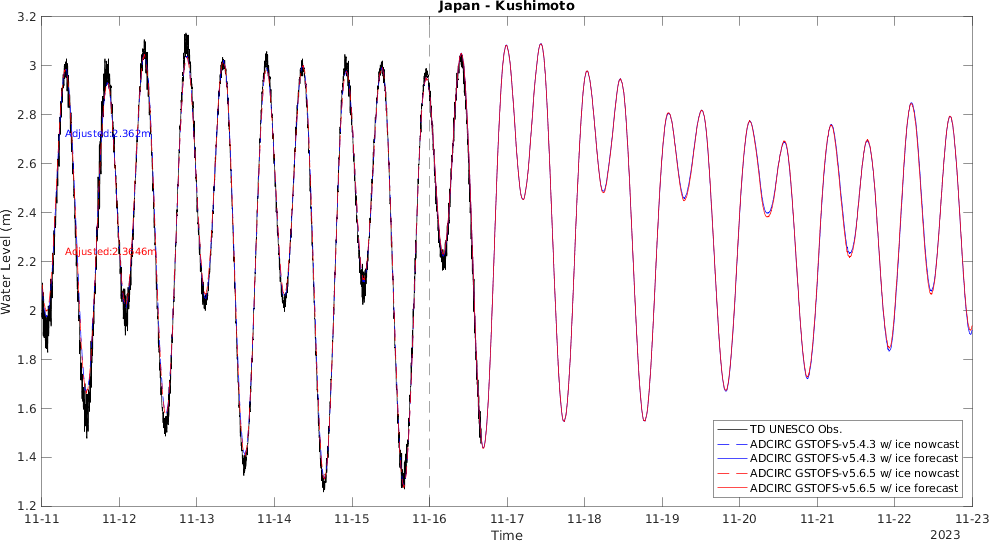 Japan - Kushimoto
3.2
3
2.8
2.6
2.4
2.2
2
1.8
1.6
1.4
1.2
Water Level (m)
Adjusted:2.362m
Adjusted:2.3646m
TD UNESCO Obs.
ADCIRC GSTOFS-v5.4.3 w/ ice nowcast
ADCIRC GSTOFS-v5.4.3 w/ ice forecast
ADCIRC GSTOFS-v5.6.5 w/ ice nowcast
ADCIRC GSTOFS-v5.6.5 w/ ice forecast
11-11 11-12 11-13 11-14 11-15 11-16 11-17 11-18 11-19 11-20 11-21 11-22 11-23
Time
2023